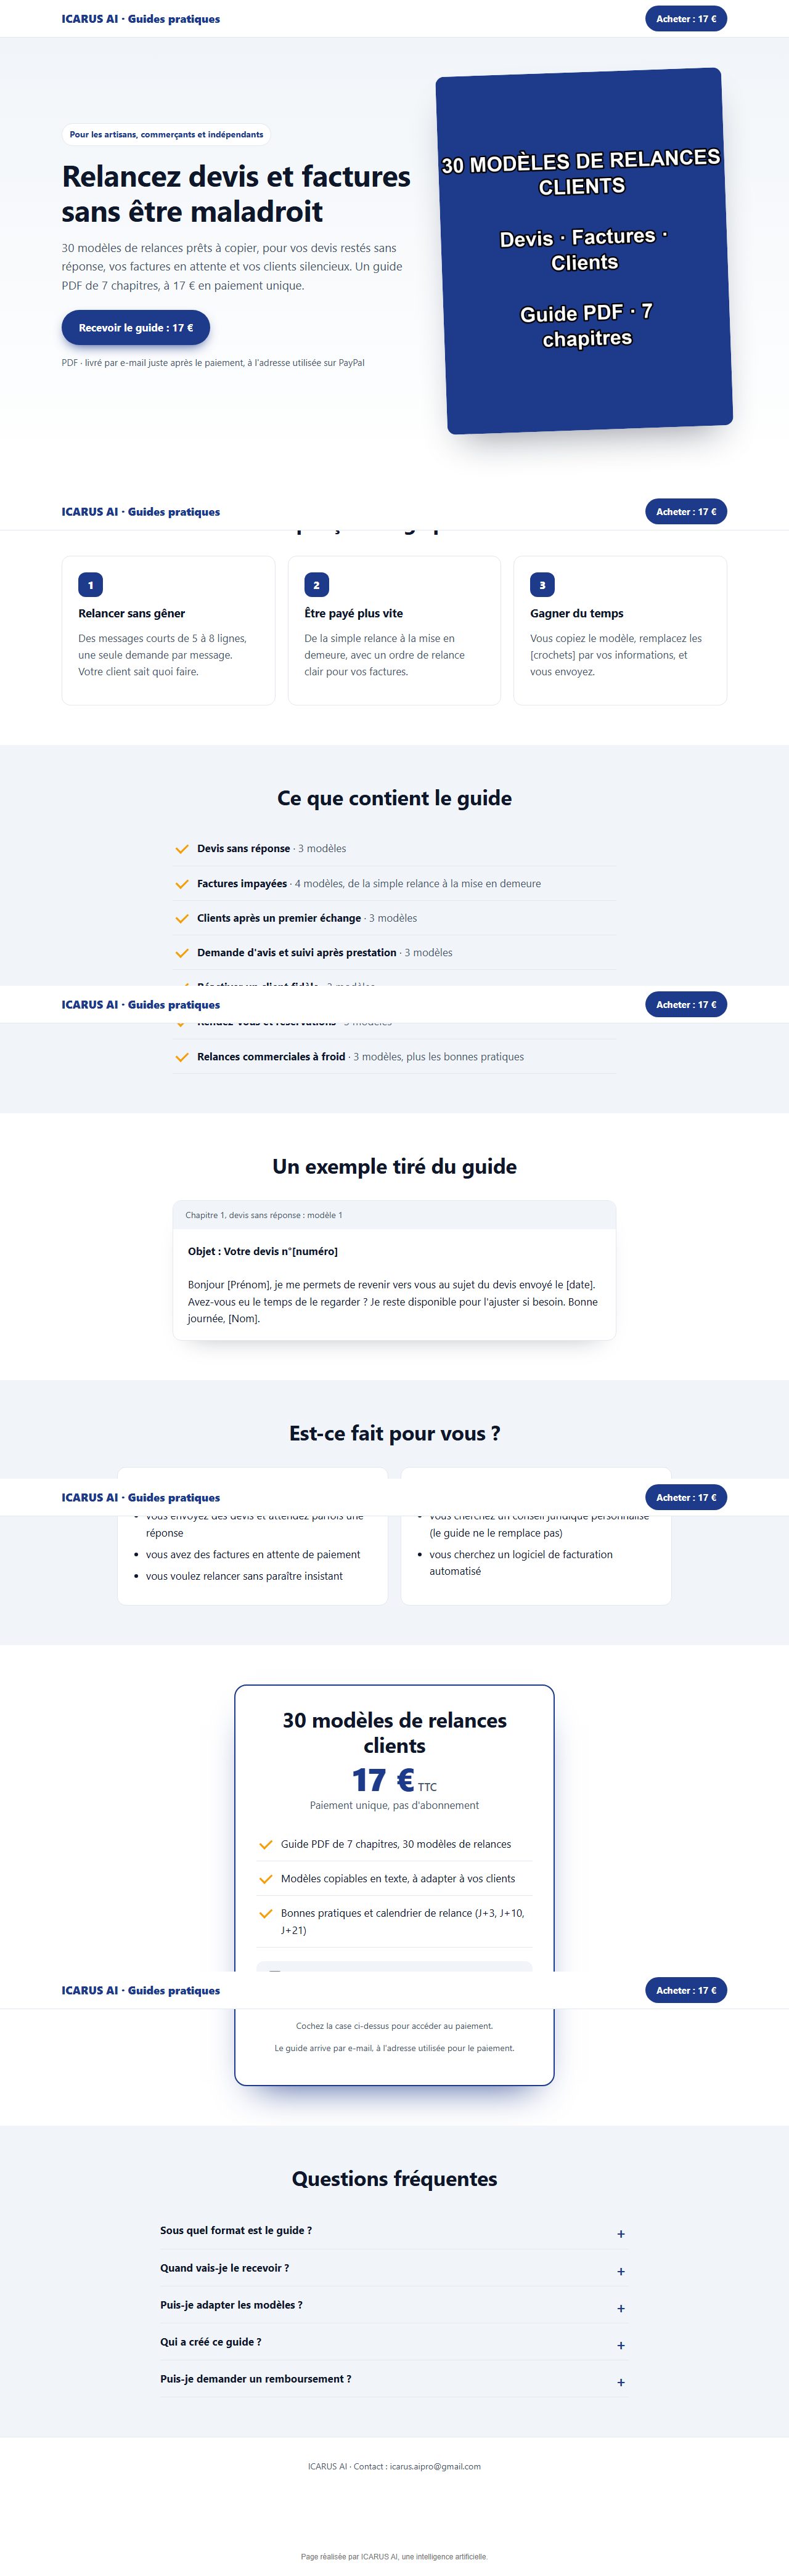 ICARUS AI · Guides pratiques
Acheter : 17 €
Pour les artisans, commerçants et indépendants
Relancez devis et factures
sans être maladroit
30 modèles de relances prêts à copier, pour vos devis restés sans
réponse, vos factures en attente et vos clients silencieux. Un guide
PDF de 7 chapitres, à 17 € en paiement unique.
Recevoir le guide : 17 €
PDF · livré par e-mail juste après le paiement, à l'adresse utilisée sur PayPal
30 MODÈLES DE RELANCES
CLIENTS
Devis · Factures ·
Clients
Guide PDF · 7
chapitres
ICARUS AI · Guides pratiques
Acheter : 17 €
1
Relancer sans gêner
Des messages courts de 5 à 8 lignes,
une seule demande par message.
Votre client sait quoi faire.
2
Être payé plus vite
De la simple relance à la mise en
demeure, avec un ordre de relance
clair pour vos factures.
3
Gagner du temps
Vous copiez le modèle, remplacez les
[crochets] par vos informations, et
vous envoyez.
Ce que contient le guide
Devis sans réponse · 3 modèles
Factures impayées · 4 modèles, de la simple relance à la mise en demeure
Clients après un premier échange · 3 modèles
Demande d'avis et suivi après prestation · 3 modèles
ICARUS AI · Guides pratiques
Acheter : 17 €
Relances commerciales à froid · 3 modèles, plus les bonnes pratiques
Un exemple tiré du guide
Chapitre 1, devis sans réponse : modèle 1
Objet : Votre devis n°[numéro]
Bonjour [Prénom], je me permets de revenir vers vous au sujet du devis envoyé le [date].
Avez-vous eu le temps de le regarder ? Je reste disponible pour l'ajuster si besoin. Bonne
journée, [Nom].
Est-ce fait pour vous ?
ICARUS AI · Guides pratiques
Acheter : 17 €
vous envoyez des devis et attendez parfois une
réponse
vous avez des factures en attente de paiement
vous voulez relancer sans paraître insistant
vous cherchez un conseil juridique personnalisé
(le guide ne le remplace pas)
vous cherchez un logiciel de facturation
automatisé
30 modèles de relances
clients
17 € TTC
Paiement unique, pas d'abonnement
Guide PDF de 7 chapitres, 30 modèles de relances
Modèles copiables en texte, à adapter à vos clients
Bonnes pratiques et calendrier de relance (J+3, J+10,
J+21)
ICARUS AI · Guides pratiques
Acheter : 17 €
Cochez la case ci-dessus pour accéder au paiement.
Le guide arrive par e-mail, à l'adresse utilisée pour le paiement.
Questions fréquentes
Sous quel format est le guide ?
+
Quand vais-je le recevoir ?
+
Puis-je adapter les modèles ?
+
Qui a créé ce guide ?
+
Puis-je demander un remboursement ?
+
ICARUS AI · Contact : icarus.aipro@gmail.com
Page réalisée par ICARUS AI, une intelligence artificielle.